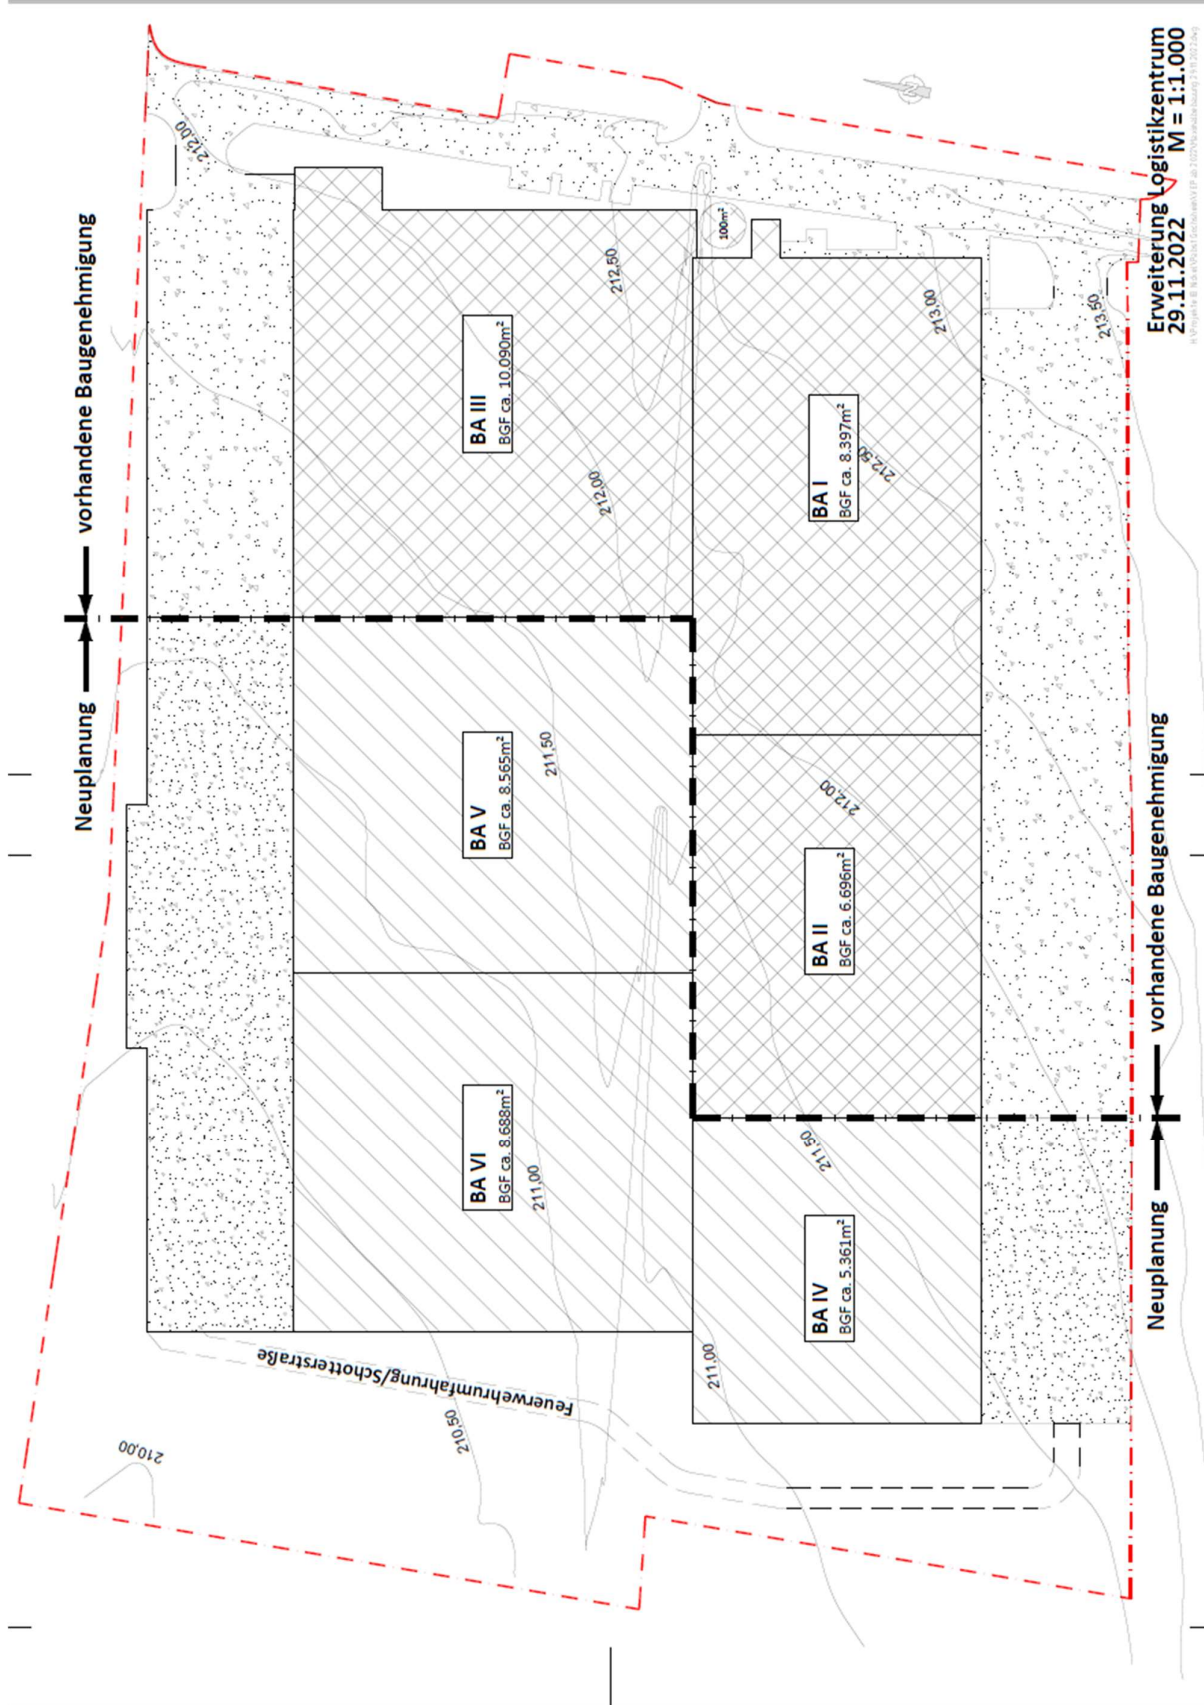 Neuplanung
vorhandene Baugenehmigung
212,00
BA III
BGF ca. 10.090m²
212,50
212,00
100m²
BA V
BGF ca. 8.565m²
211,50
BA VI
BGF ca. 8.688m²
211,00
Feuerwehrumfahrung/Schotterstraße
210,00
210,50
BA I
BGF ca. 8.397m²
212,50
213,00
213,50
BA II
BGF ca. 6.696m²
212,00
211,50
BA IV
BGF ca. 5.361m²
211,00
Neuplanung
vorhandene Baugenehmigung
Erweiterung Logistikzentrum
29.11.2022 M = 1:1.000